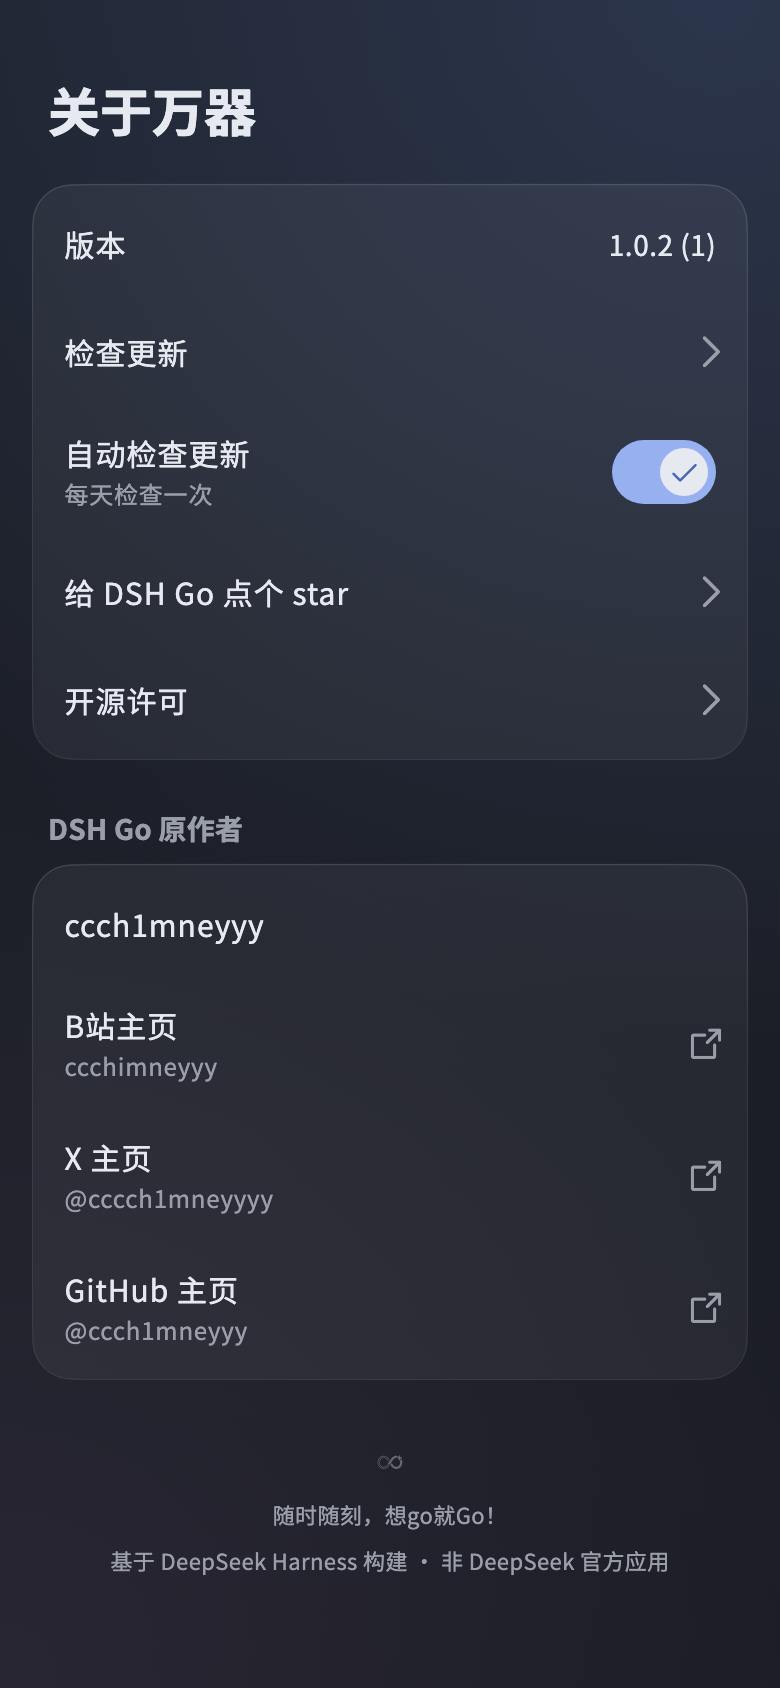 关于万器
版本
1.0.2 (1)
检查更新
自动检查更新
每天检查一次
给 DSH Go 点个 star
开源许可
DSH Go 原作者
ccch1mneyyy
B站主页
ccchimneyyy
X 主页
@cccch1mneyyyy
GitHub 主页
@ccch1mneyyy
随时随刻，想go就Go！
基于 DeepSeek Harness 构建 · 非 DeepSeek 官方应用